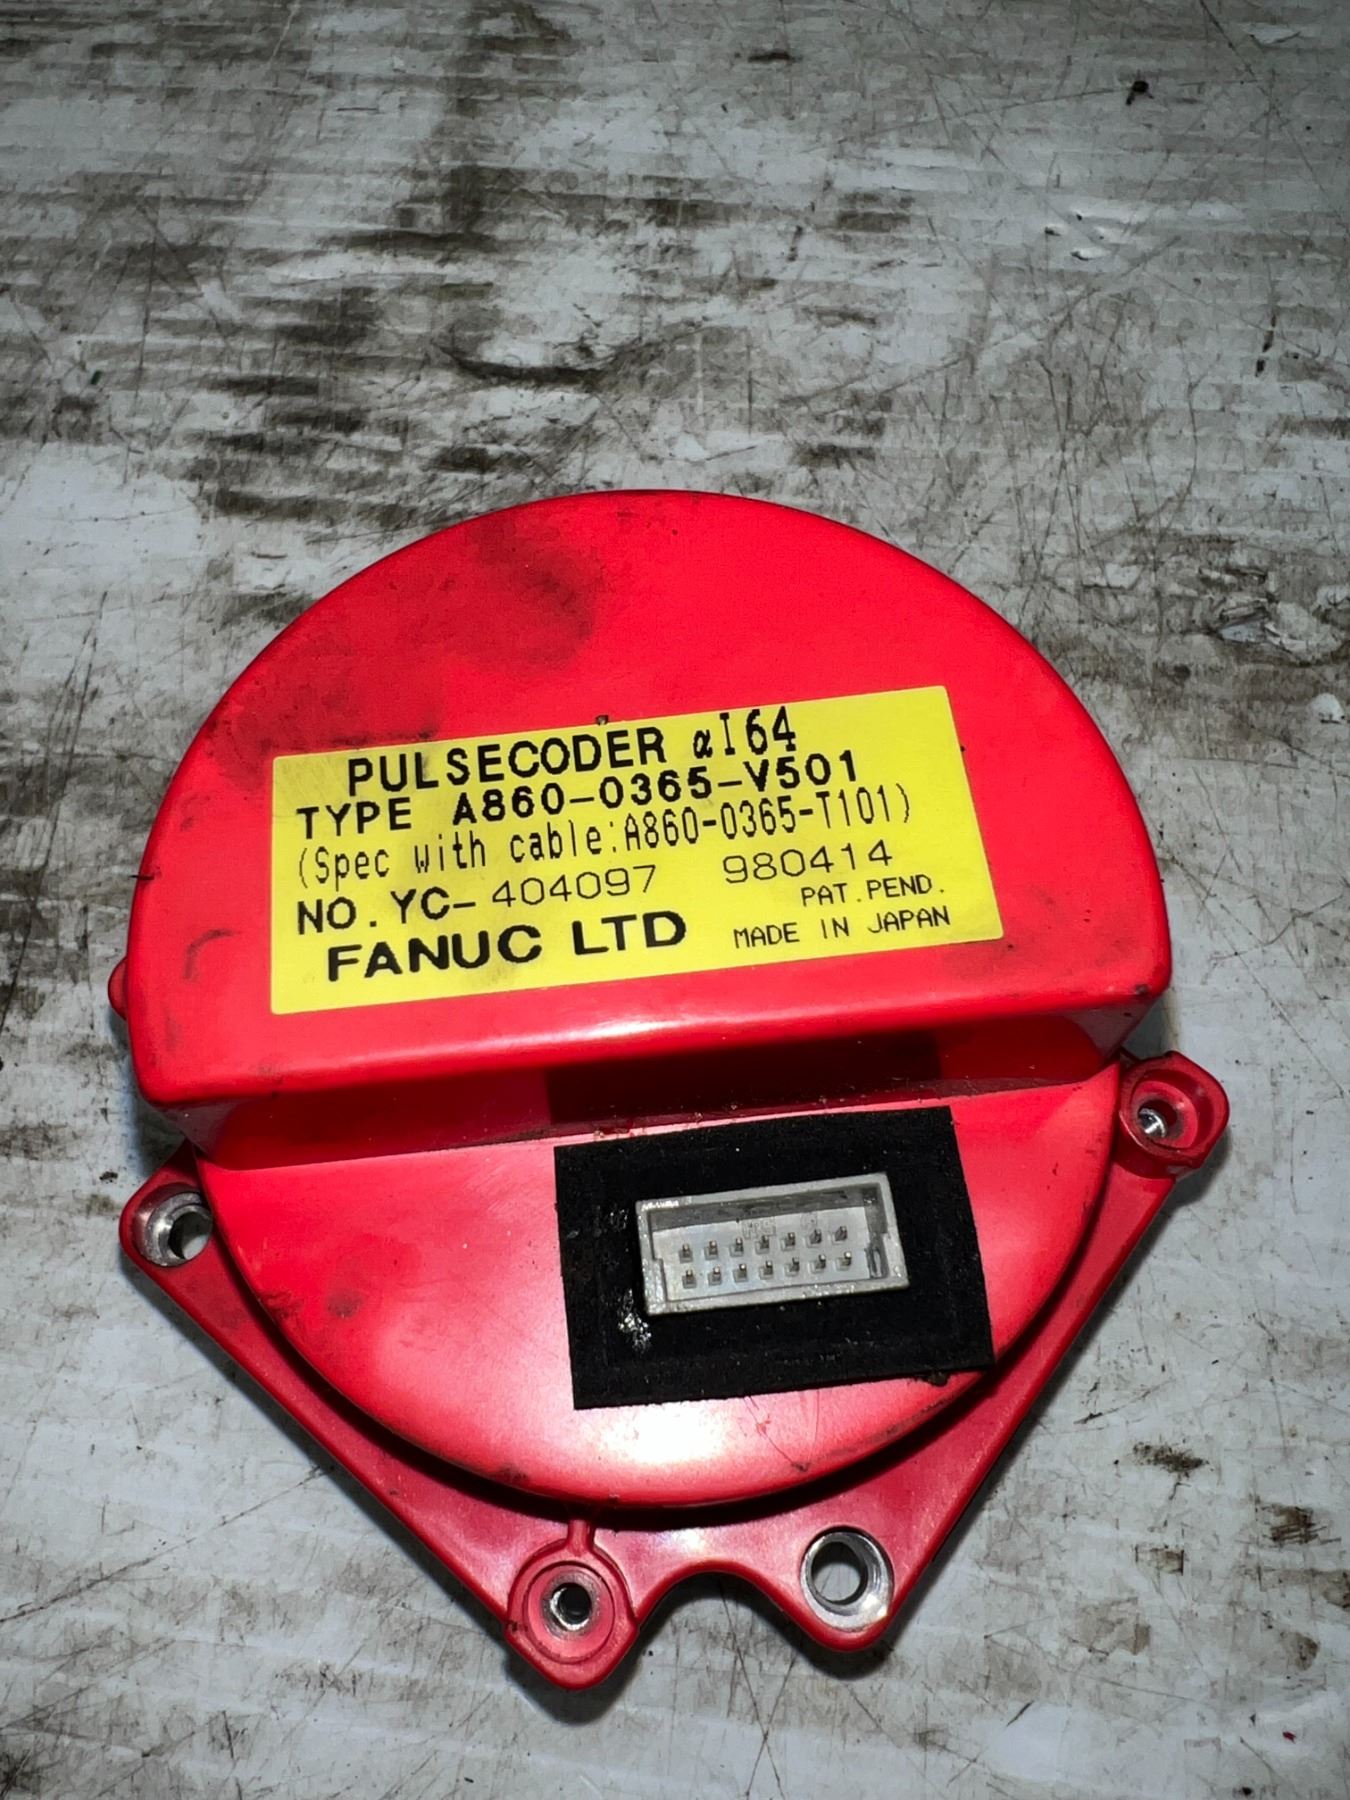 PULSECODER αI64
TYPE A860-0365-V501
(Spec with cable:A860-0365-T101)
NO. YC- 404097 980414
PAT.PEND.
FANUC LTD MADE IN JAPAN